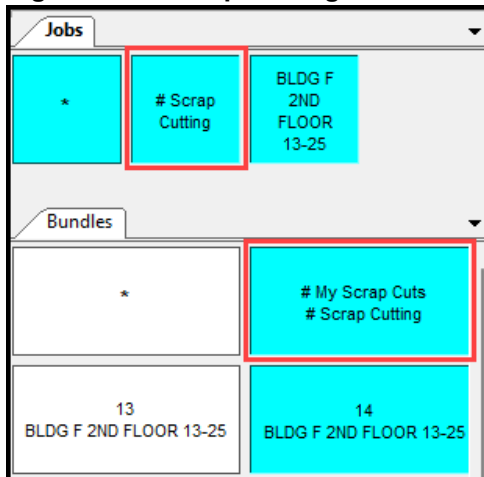 Jobs
*
# Scrap
Cutting
BLDG F
2ND
FLOOR
13-25
Bundles
*
# My Scrap Cuts
# Scrap Cutting
13
BLDG F 2ND FLOOR 13-25
14
BLDG F 2ND FLOOR 13-25